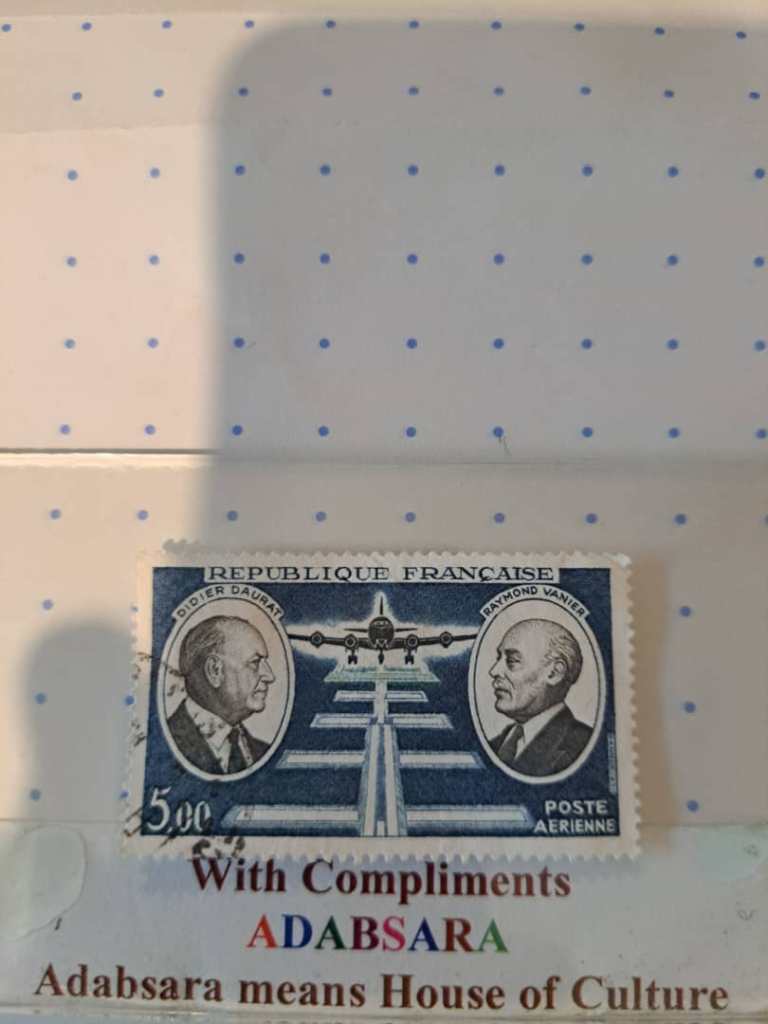 REPUBLIQUE FRANÇAISE
DIDIER DAURAT
RAYMOND VANIER
5,00
POSTE
AERIENNE
With Compliments
ADABSARA
Adabsara means House of Culture